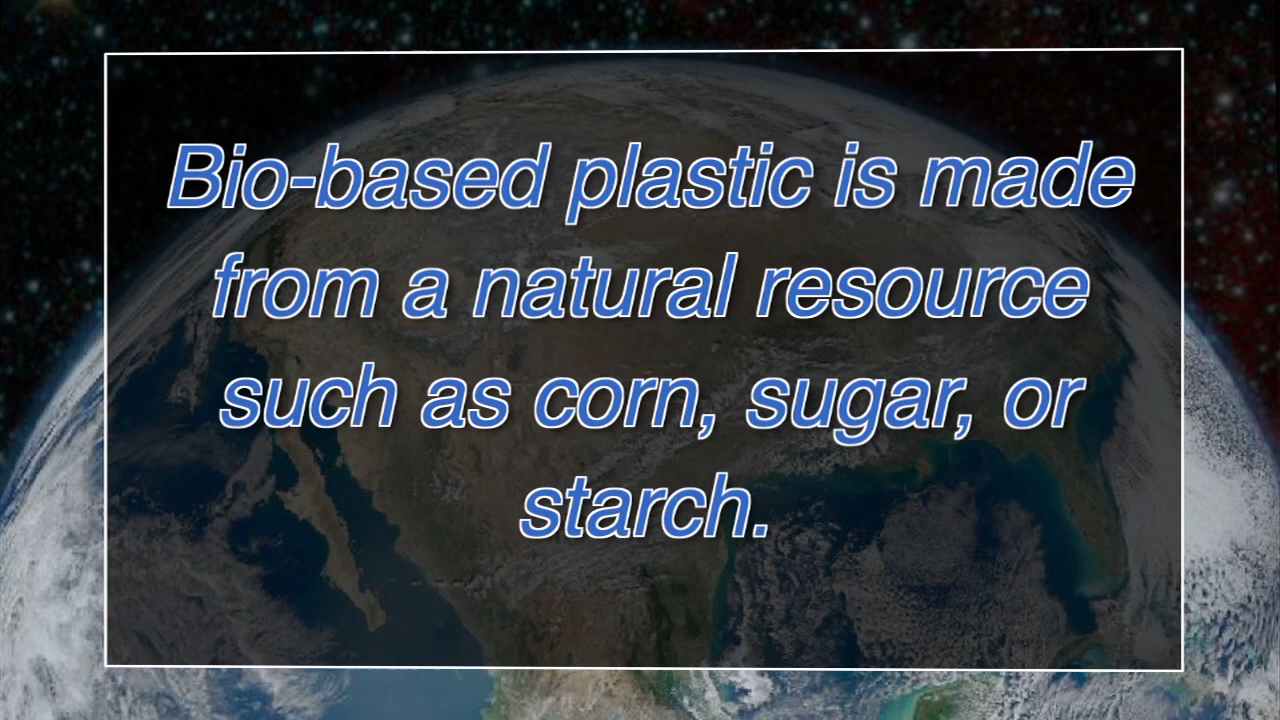 Bio-based plastic is made
from a natural resource
such as corn, sugar, or
starch.